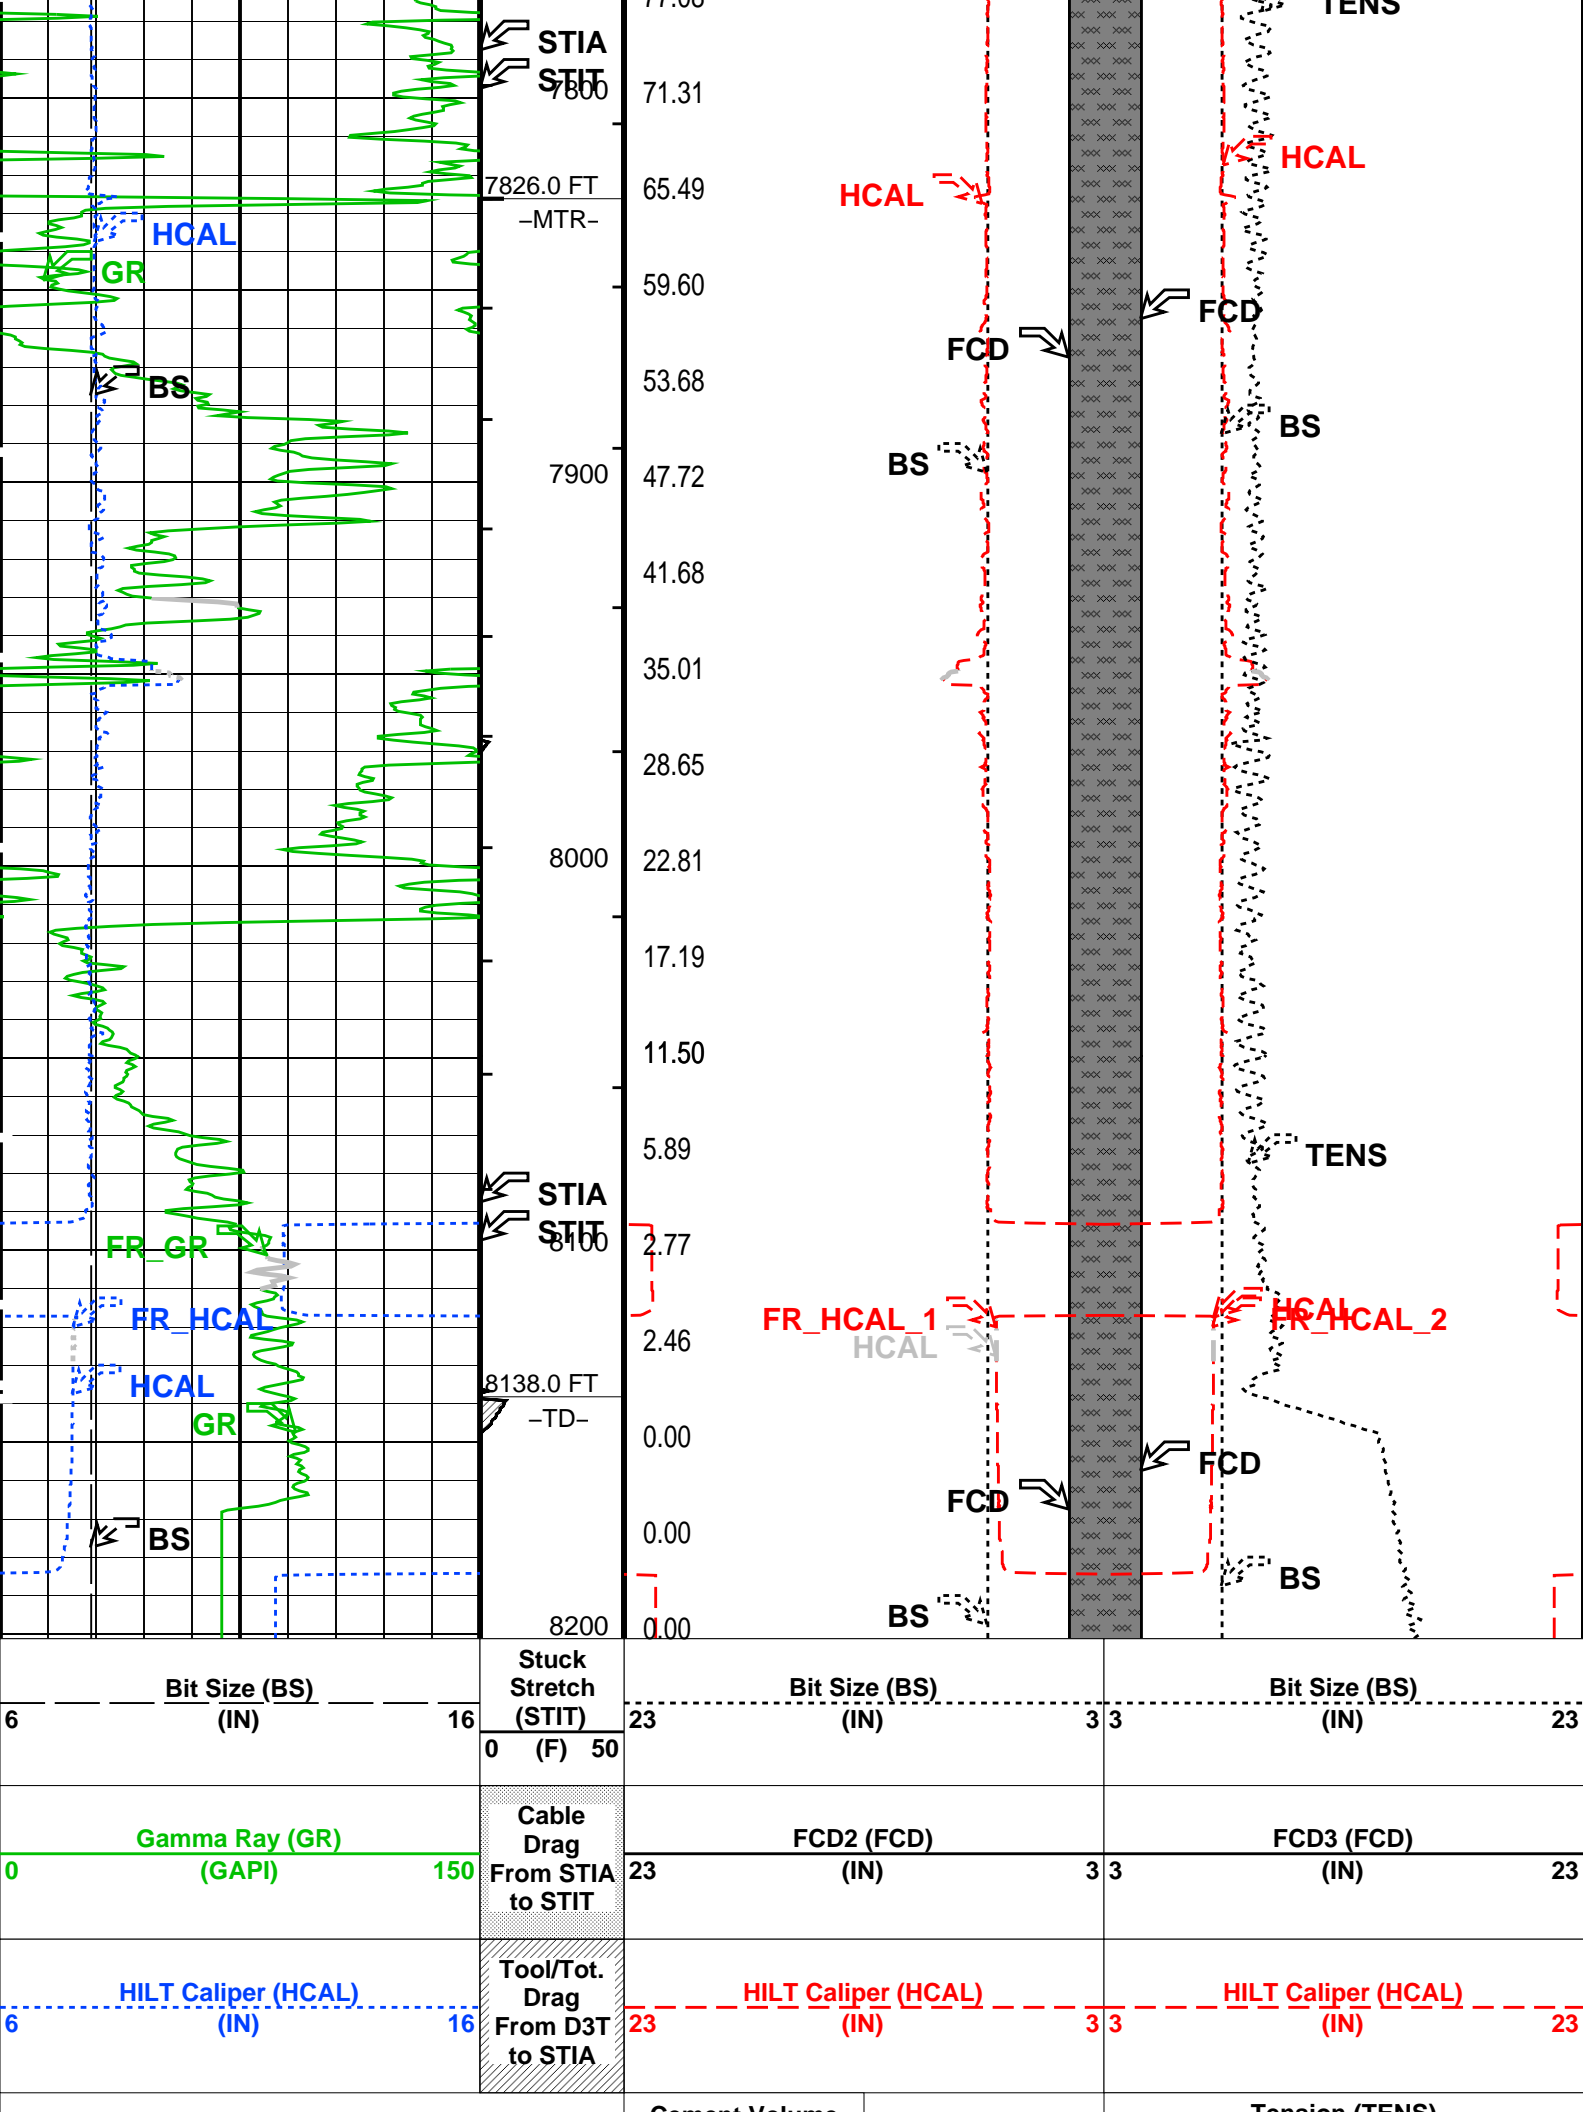 77.08
TENS
STIA
STIT
7800
71.31
HCAL
7826.0 FT
65.49
HCAL
–MTR–
HCAL
GR
59.60
FCD
FCD
53.68
BS
BS
BS
7900
47.72
41.68
35.01
28.65
8000
22.81
17.19
11.50
5.89
TENS
STIA
STIT
FR_GR
8100
2.77
FR_HCAL
FR_HCAL_1
HCAL
FR_HCAL_2
2.46
HCAL
HCAL
8138.0 FT
–TD–
GR
0.00
FCD
FCD
0.00
BS
BS
BS
8200
0.00
Bit Size (BS)
6 (IN) 16
Stuck
Stretch
(STIT)
0 (F) 50
Bit Size (BS)
23 (IN) 3
Bit Size (BS)
3 (IN) 23
Gamma Ray (GR)
0 (GAPI) 150
Cable
Drag
From STIA
to STIT
FCD2 (FCD)
23 (IN) 3
FCD3 (FCD)
3 (IN) 23
HILT Caliper (HCAL)
6 (IN) 16
Tool/Tot.
Drag
From D3T
to STIA
HILT Caliper (HCAL)
23 (IN) 3
HILT Caliper (HCAL)
3 (IN) 23
Cement Volume
Tension (TENS)